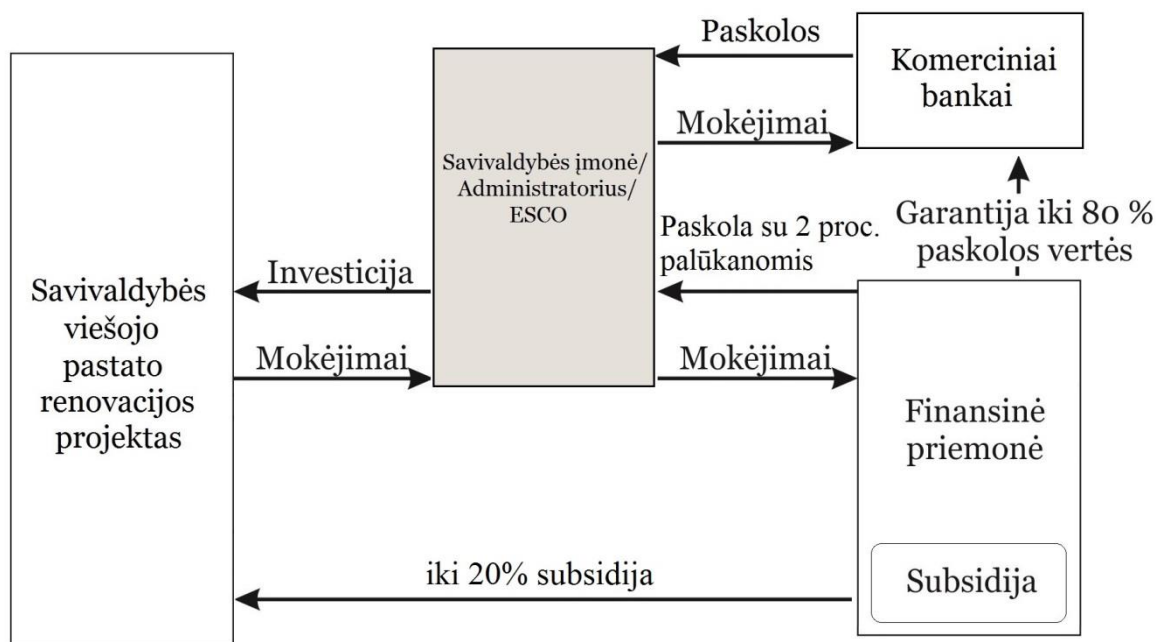 Paskolos
Komerciniai
bankai
Mokėjimai
Savivaldybės įmonė/
Administratorius/
ESCO
Garantija iki 80 %
paskolos vertės
Paskola su 2 proc.
palūkanomis
Investicija
Savivaldybės
viešojo
pastato
renovacijos
projektas
Mokėjimai
Mokėjimai
Finansinė
priemonė
iki 20% subsidija
Subsidija